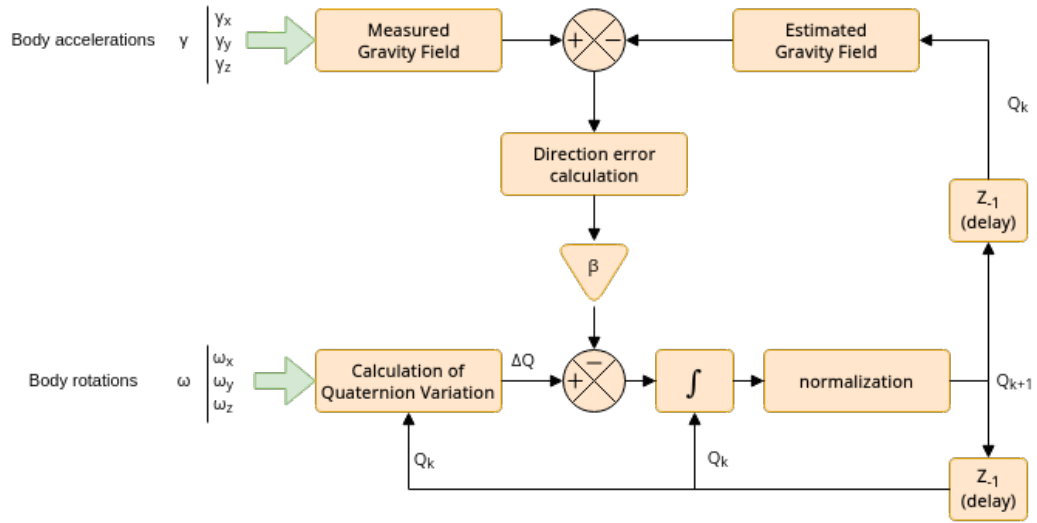 Body accelerations γ
γx
γy
γz
Measured
Gravity Field
+ −
Estimated
Gravity Field
Qk
Direction error
calculation
Z-1
(delay)
β
Body rotations ω
ωx
ωy
ωz
Calculation of
Quaternion Variation
ΔQ
−
+
∫
normalization
Qk+1
Qk
Qk
Z-1
(delay)